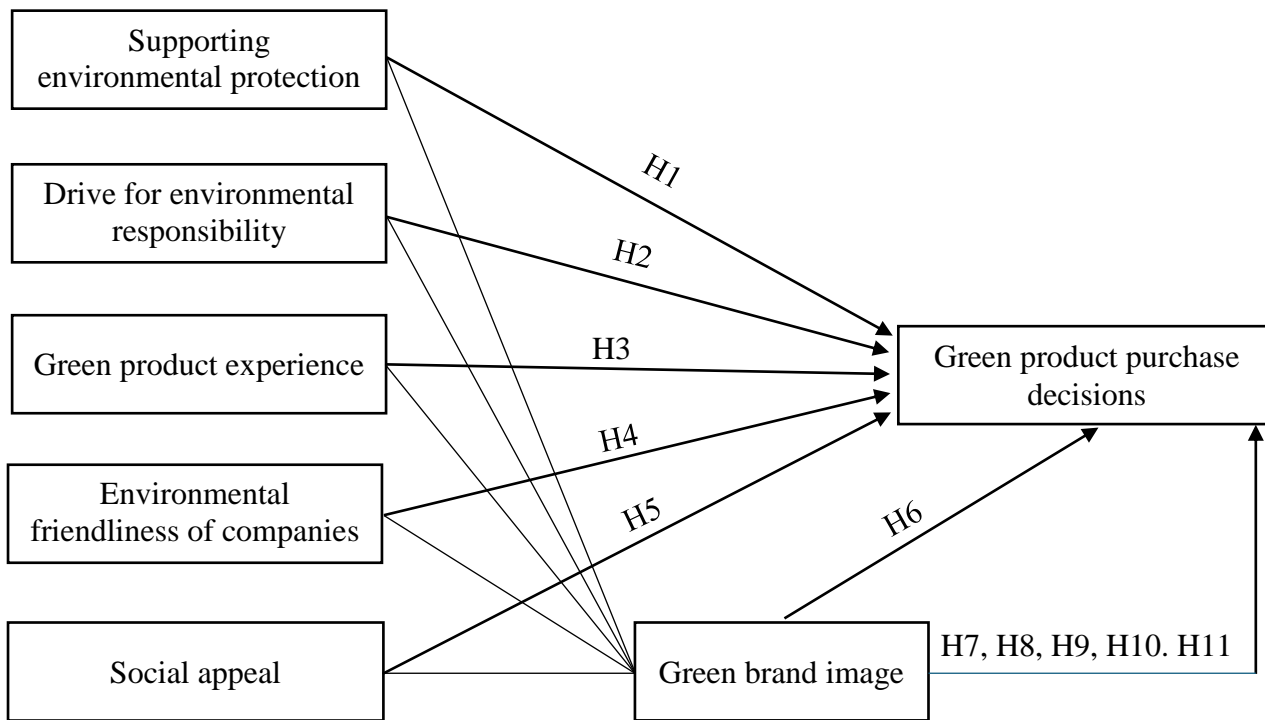 Supporting
environmental protection
H1
Drive for environmental
responsibility
H2
Green product experience
H3
Green product purchase
decisions
Environmental
friendliness of companies
H4
H5
H6
Social appeal
Green brand image
H7, H8, H9, H10. H11